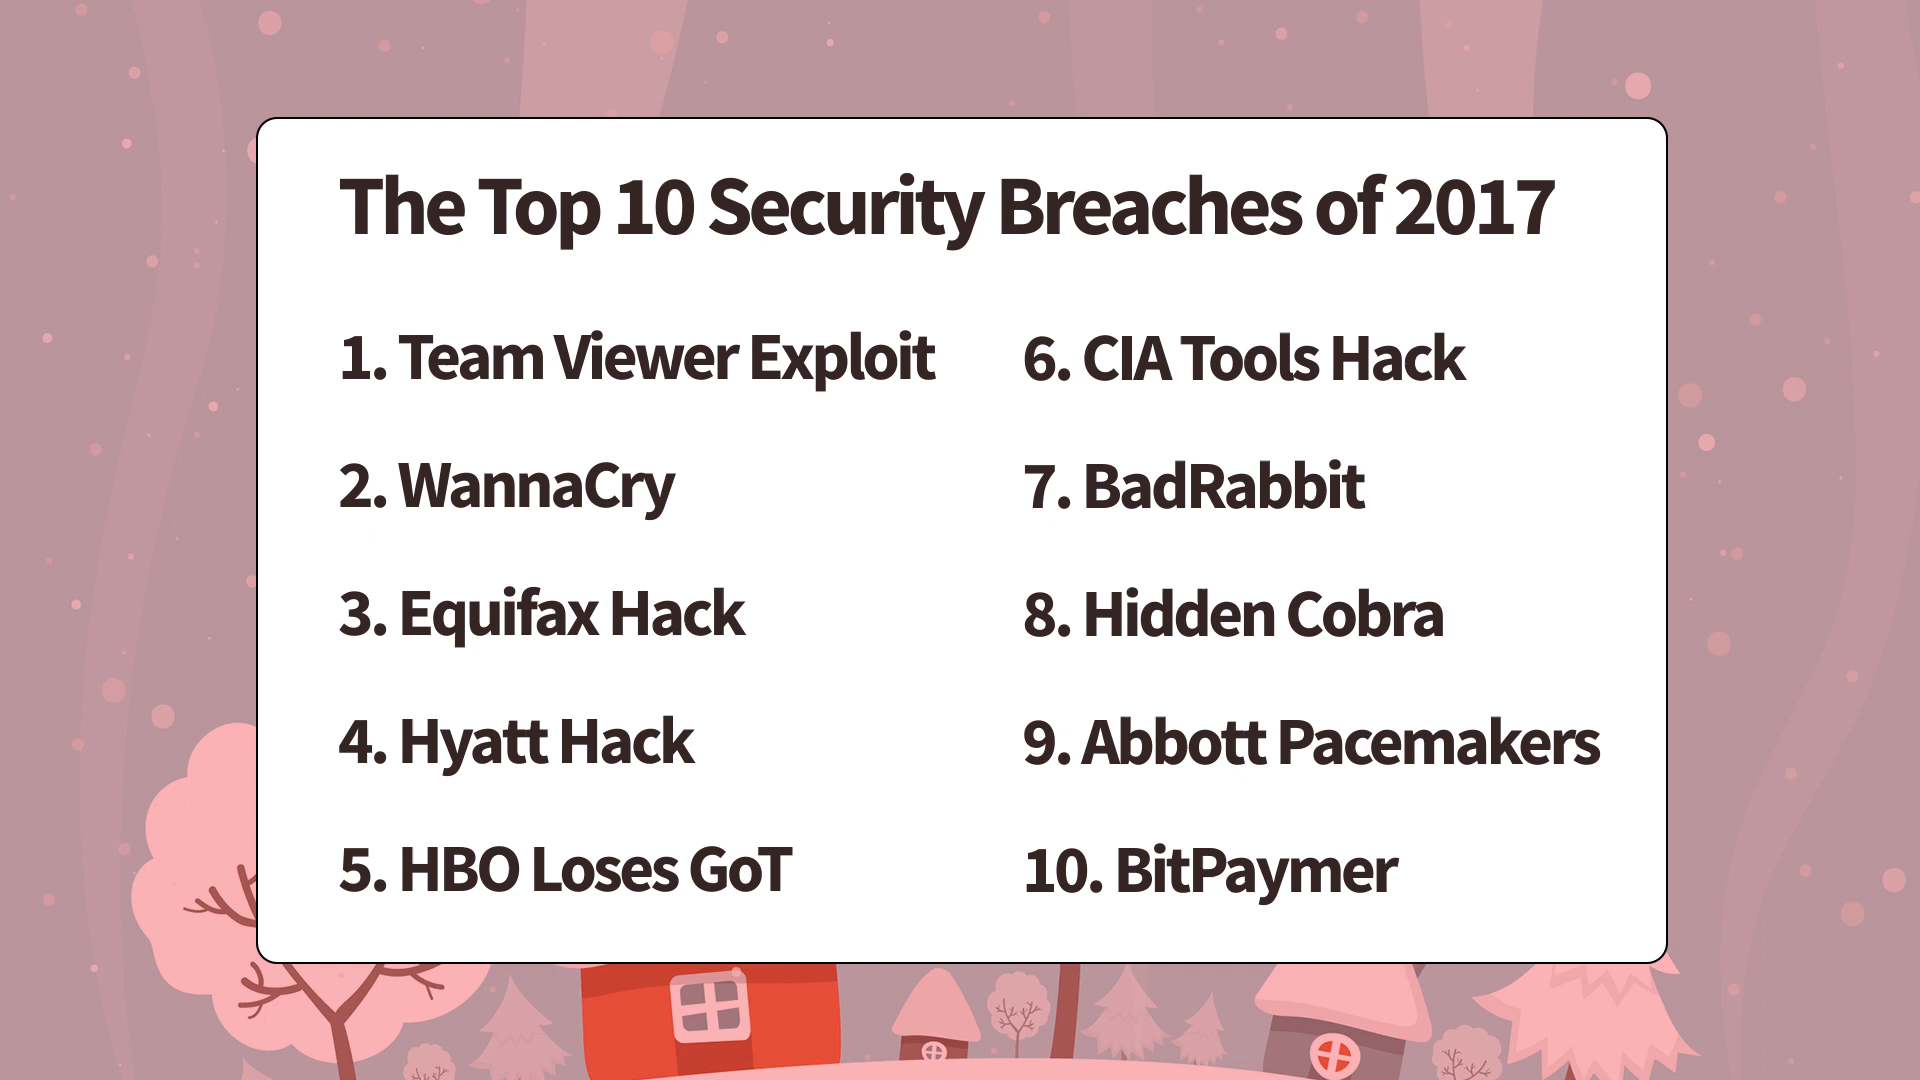 The Top 10 Security Breaches of 2017
1. Team Viewer Exploit
2. WannaCry
3. Equifax Hack
4. Hyatt Hack
5. HBO Loses GoT
6. CIA Tools Hack
7. BadRabbit
8. Hidden Cobra
9. Abbott Pacemakers
10. BitPaymer